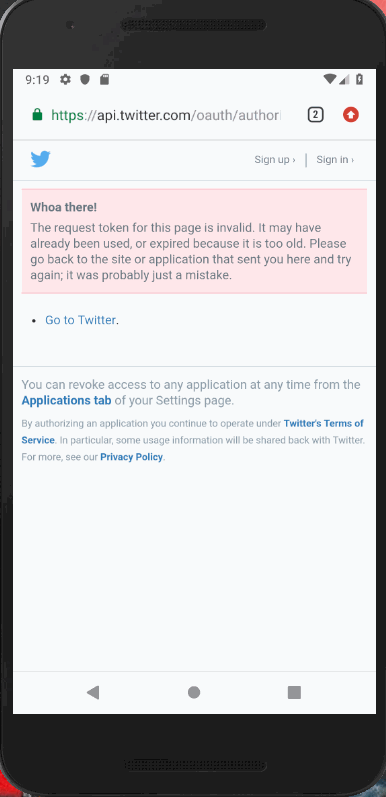 9:19
https://api.twitter.com/oauth/author
2
Sign up ›
Sign in ›
Whoa there!
The request token for this page is invalid. It may have
already been used, or expired because it is too old. Please
go back to the site or application that sent you here and try
again; it was probably just a mistake.
• Go to Twitter.
You can revoke access to any application at any time from the
Applications tab of your Settings page.
By authorizing an application you continue to operate under Twitter's Terms of
Service. In particular, some usage information will be shared back with Twitter.
For more, see our Privacy Policy.